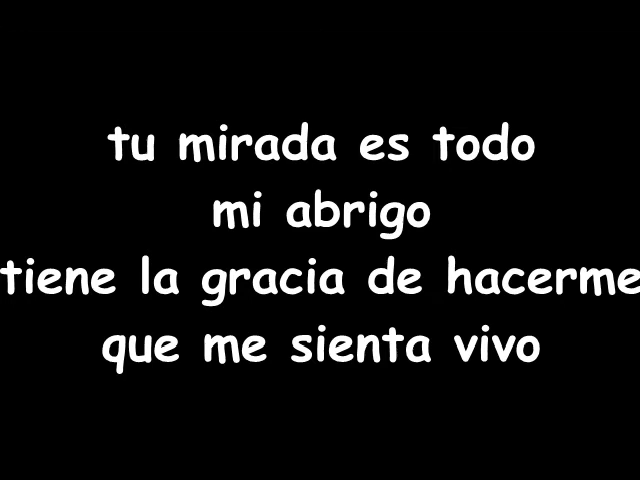 tu mirada es todo
mi abrigo
tiene la gracia de hacerme
que me sienta vivo